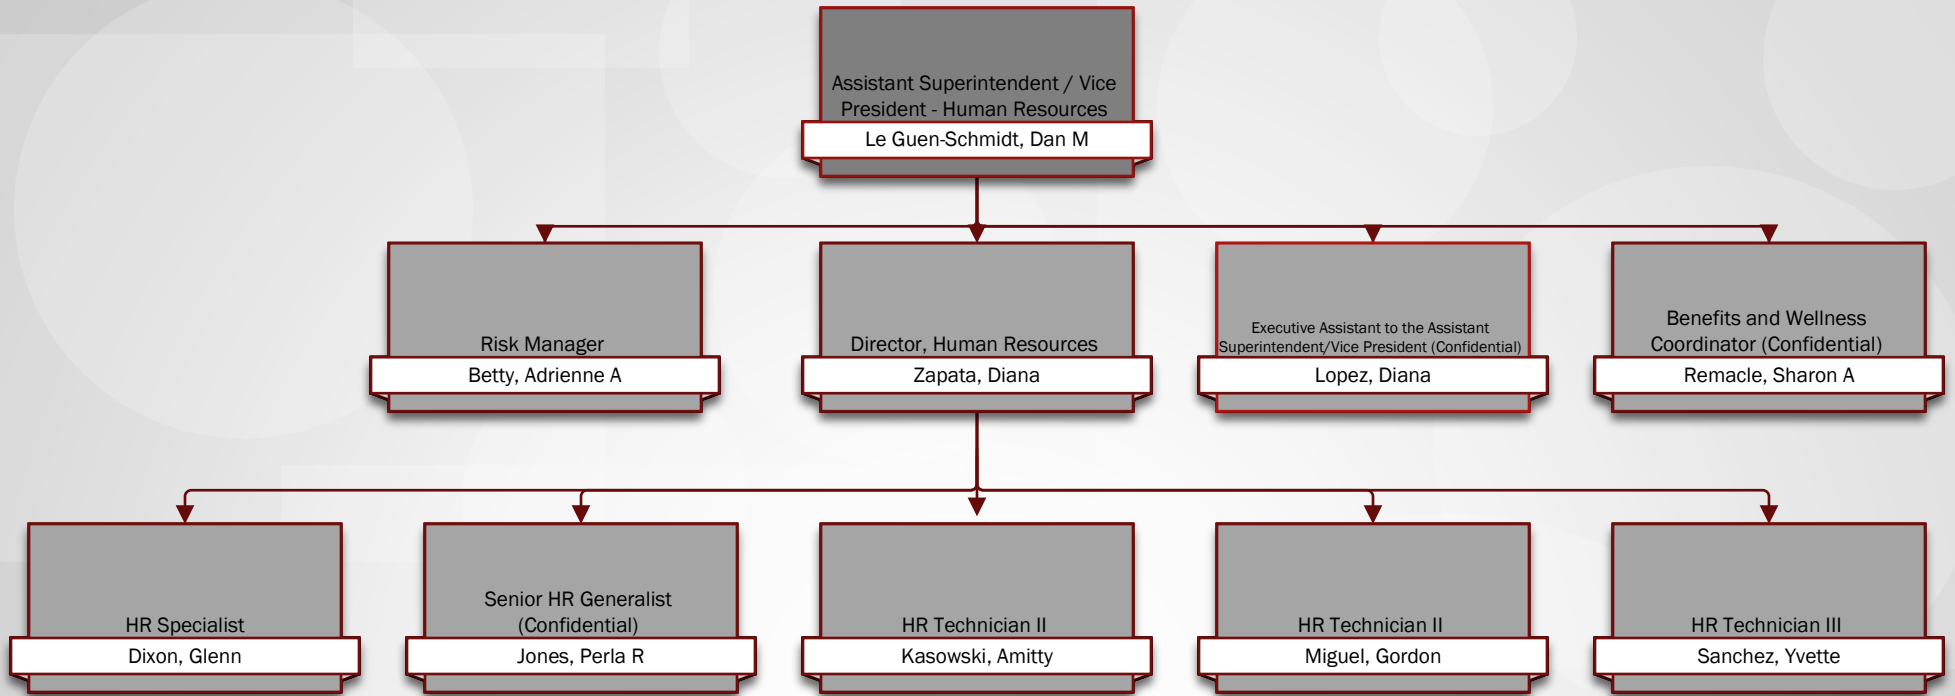 Assistant Superintendent / Vice
President - Human Resources
Le Guen-Schmidt, Dan M
Risk Manager
Betty, Adrienne A
Director, Human Resources
Zapata, Diana
Executive Assistant to the Assistant
Superintendent/Vice President (Confidential)
Lopez, Diana
Benefits and Wellness
Coordinator (Confidential)
Remacle, Sharon A
HR Specialist
Dixon, Glenn
Senior HR Generalist
(Confidential)
Jones, Perla R
HR Technician II
Kasowski, Amitty
HR Technician II
Miguel, Gordon
HR Technician III
Sanchez, Yvette